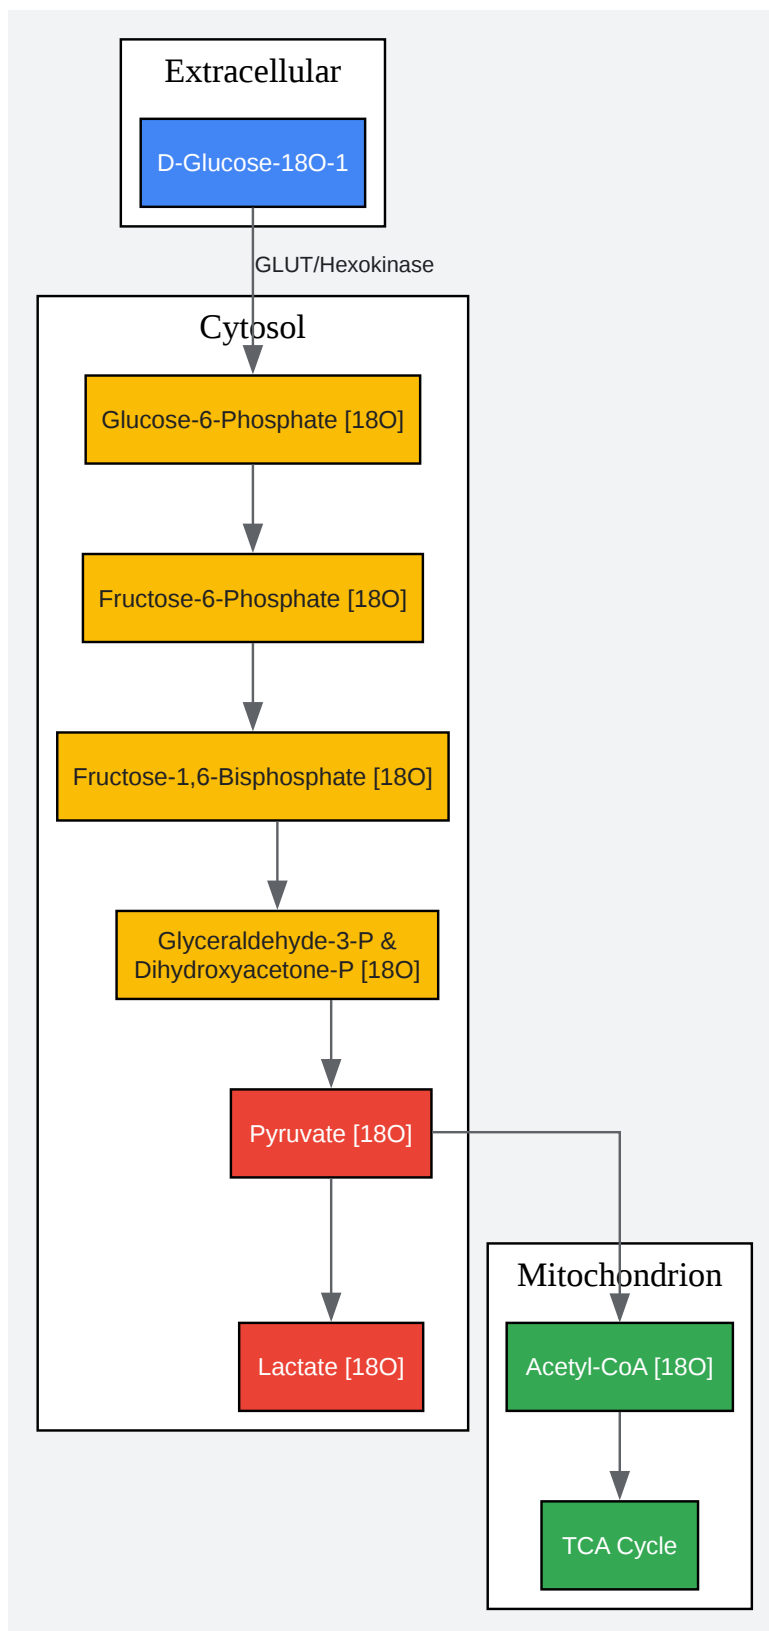 Extracellular
D-Glucose-18O-1
GLUT/Hexokinase
Cytosol
Glucose-6-Phosphate [18O]
Fructose-6-Phosphate [18O]
Fructose-1,6-Bisphosphate [18O]
Glyceraldehyde-3-P &
Dihydroxyacetone-P [18O]
Pyruvate [18O]
Mitochondrion
Lactate [18O]
Acetyl-CoA [18O]
TCA Cycle